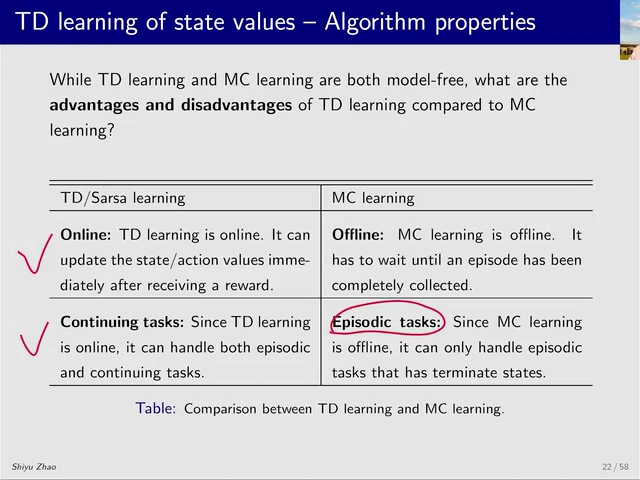 TD learning of state values – Algorithm properties
While TD learning and MC learning are both model-free, what are the
advantages and disadvantages of TD learning compared to MC
learning?
TD/Sarsa learning
MC learning
Online: TD learning is online. It can
update the state/action values imme-
diately after receiving a reward.
Offline: MC learning is offline. It
has to wait until an episode has been
completely collected.
Continuing tasks: Since TD learning
is online, it can handle both episodic
and continuing tasks.
Episodic tasks: Since MC learning
is offline, it can only handle episodic
tasks that has terminate states.
Table: Comparison between TD learning and MC learning.
Shiyu Zhao
22 / 58